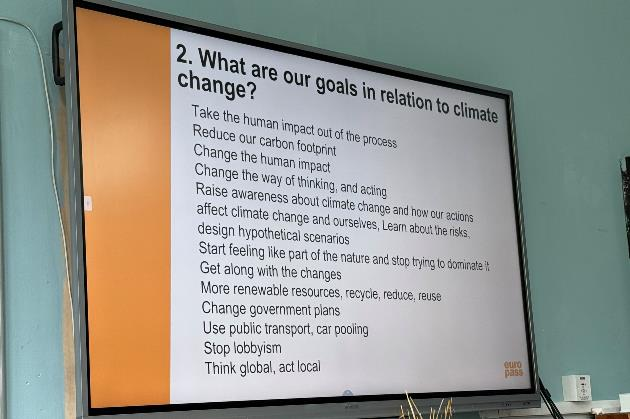 2. What are our goals in relation to climate
change?
Take the human impact out of the process
Reduce our carbon footprint
Change the human impact
Change the way of thinking, and acting
Raise awareness about climate change and how our actions
affect climate change and ourselves, Learn about the risks,
design hypothetical scenarios
Start feeling like part of the nature and stop trying to dominate it
Get along with the changes
More renewable resources, recycle, reduce, reuse
Change government plans
Use public transport, car pooling
Stop lobbyism
Think global, act local
euro
pass